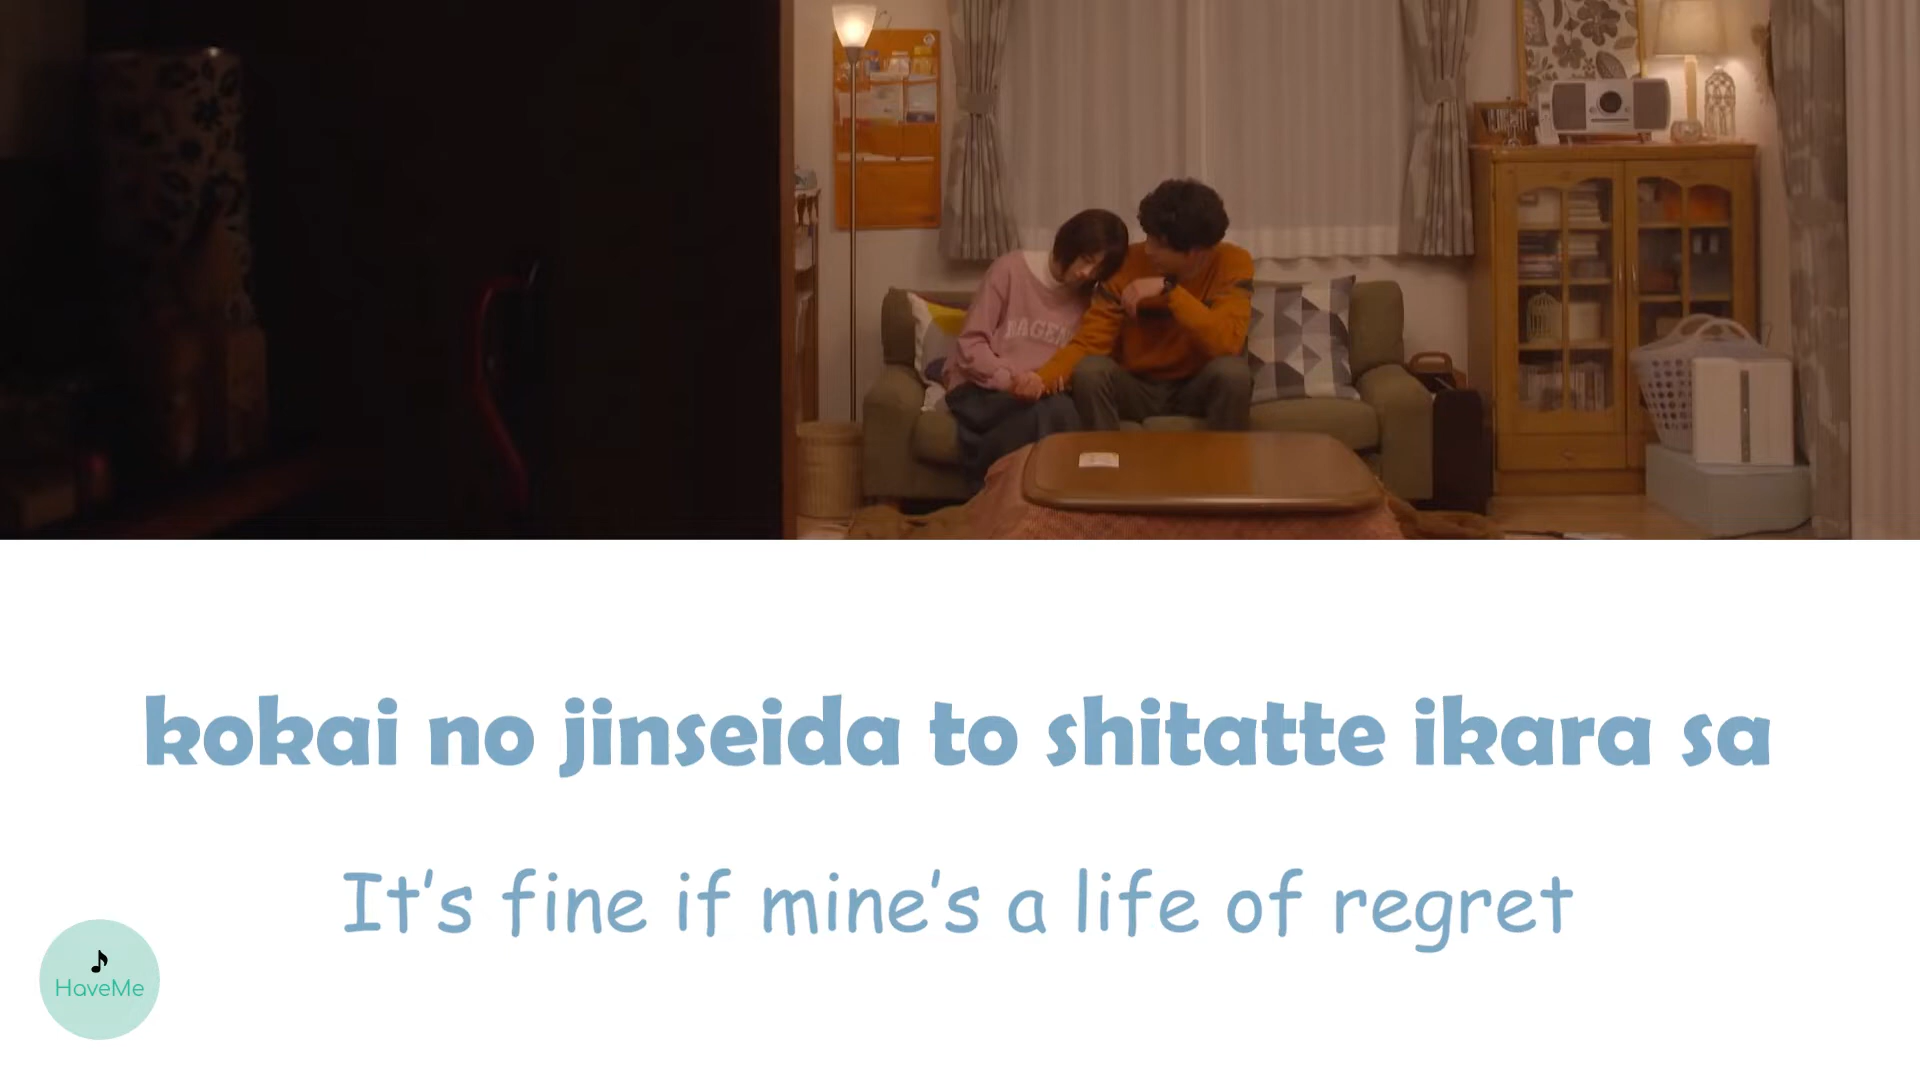 kokai no jinseida to shitatte ikara sa
It's fine if mine's a life of regret
HaveMe